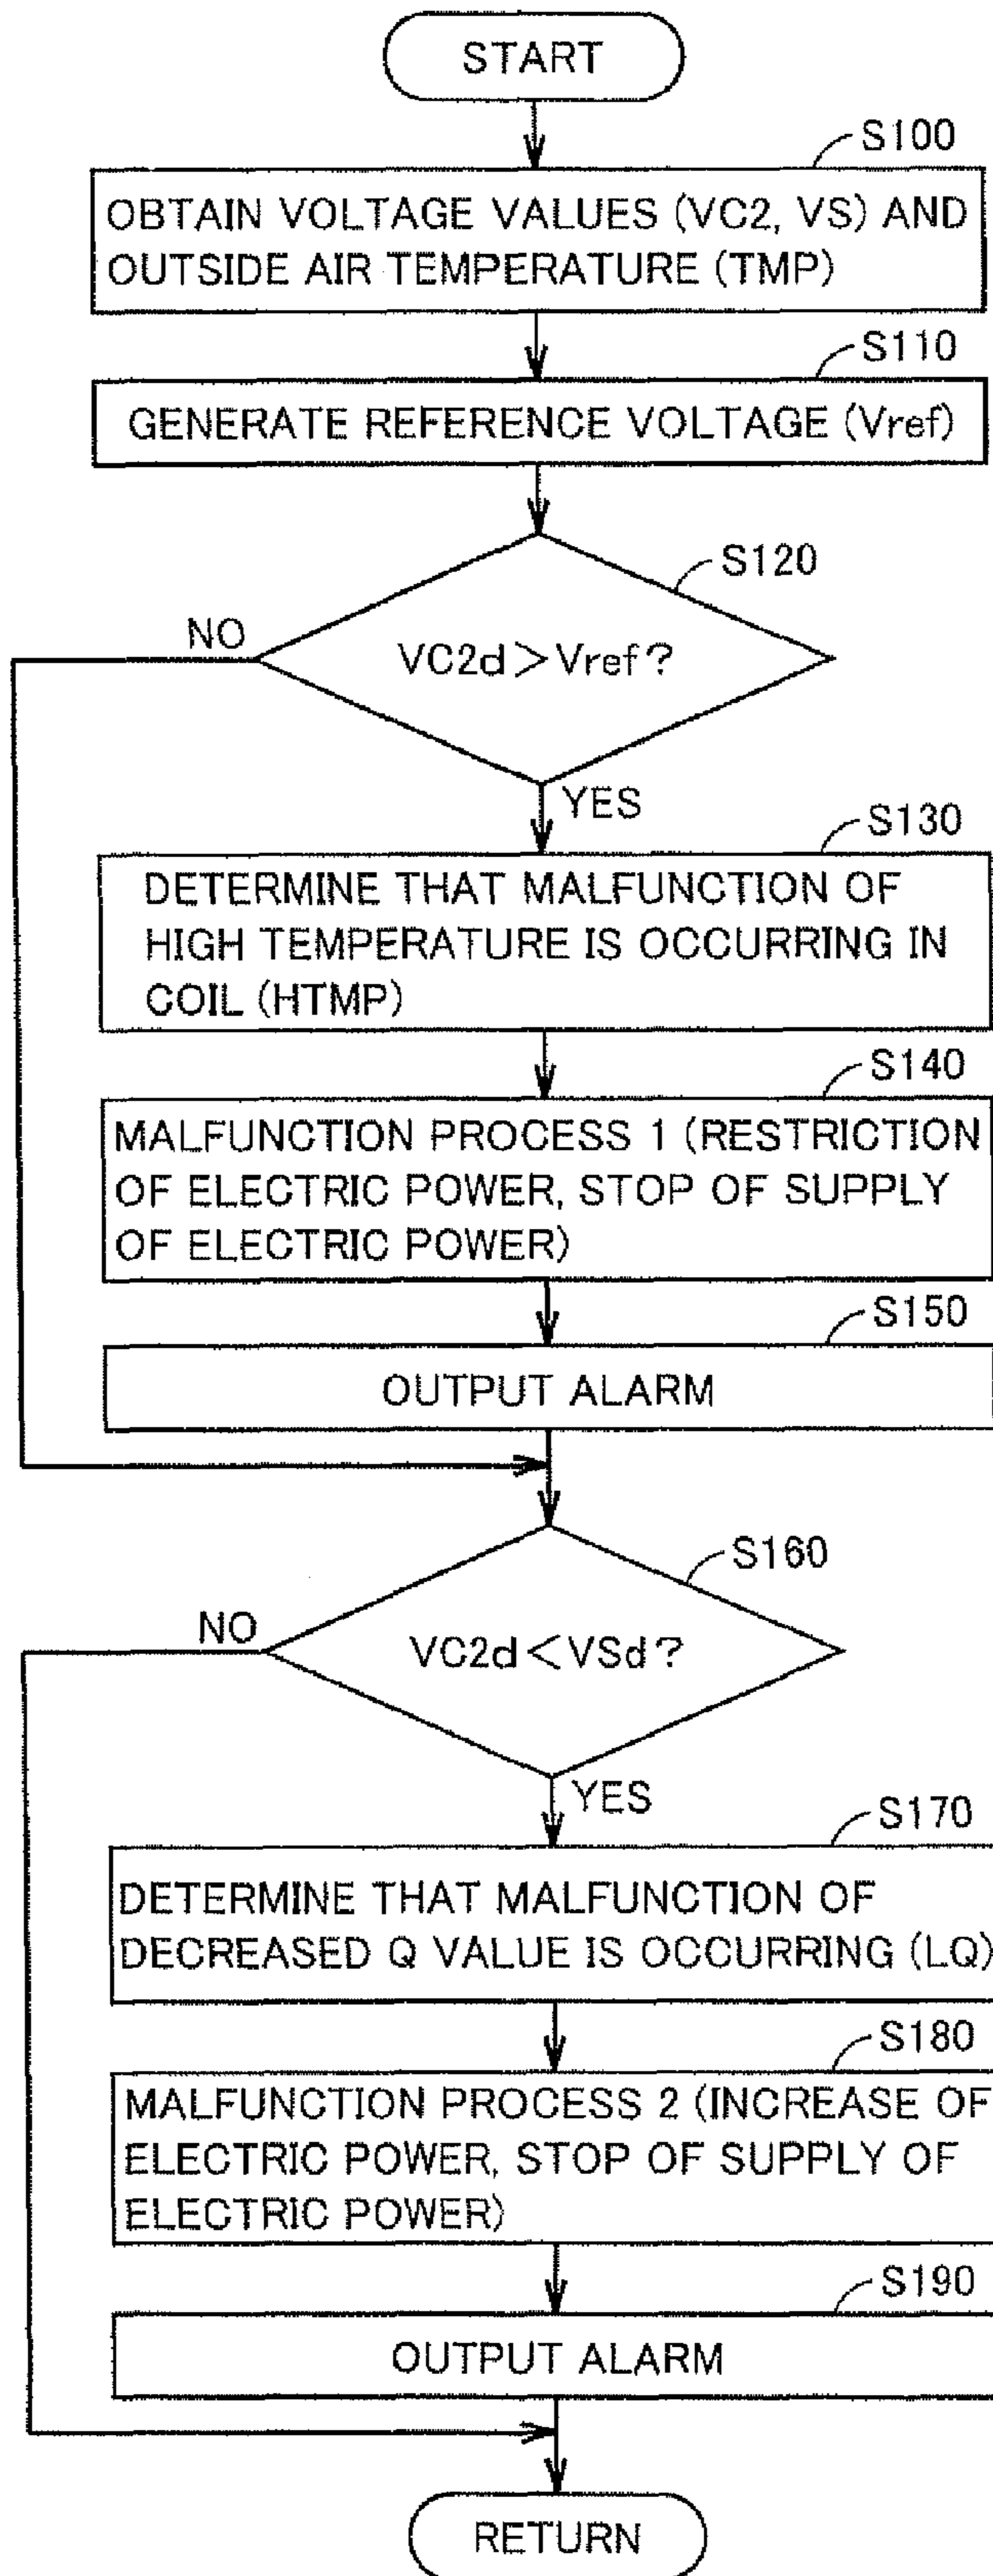 START
S100
OBTAIN VOLTAGE VALUES (VC2, VS) AND
OUTSIDE AIR TEMPERATURE (TMP)
S110
GENERATE REFERENCE VOLTAGE (Vref)
S120
NO
VC2d＞Vref?
YES
S130
DETERMINE THAT MALFUNCTION OF
HIGH TEMPERATURE IS OCCURRING IN
COIL (HTMP)
S140
MALFUNCTION PROCESS 1 (RESTRICTION
OF ELECTRIC POWER, STOP OF SUPPLY
OF ELECTRIC POWER)
S150
OUTPUT ALARM
S160
NO
VC2d＜VSd?
YES
S170
DETERMINE THAT MALFUNCTION OF
DECREASED Q VALUE IS OCCURRING (LQ)
S180
MALFUNCTION PROCESS 2 (INCREASE OF
ELECTRIC POWER, STOP OF SUPPLY OF
ELECTRIC POWER)
S190
OUTPUT ALARM
RETURN